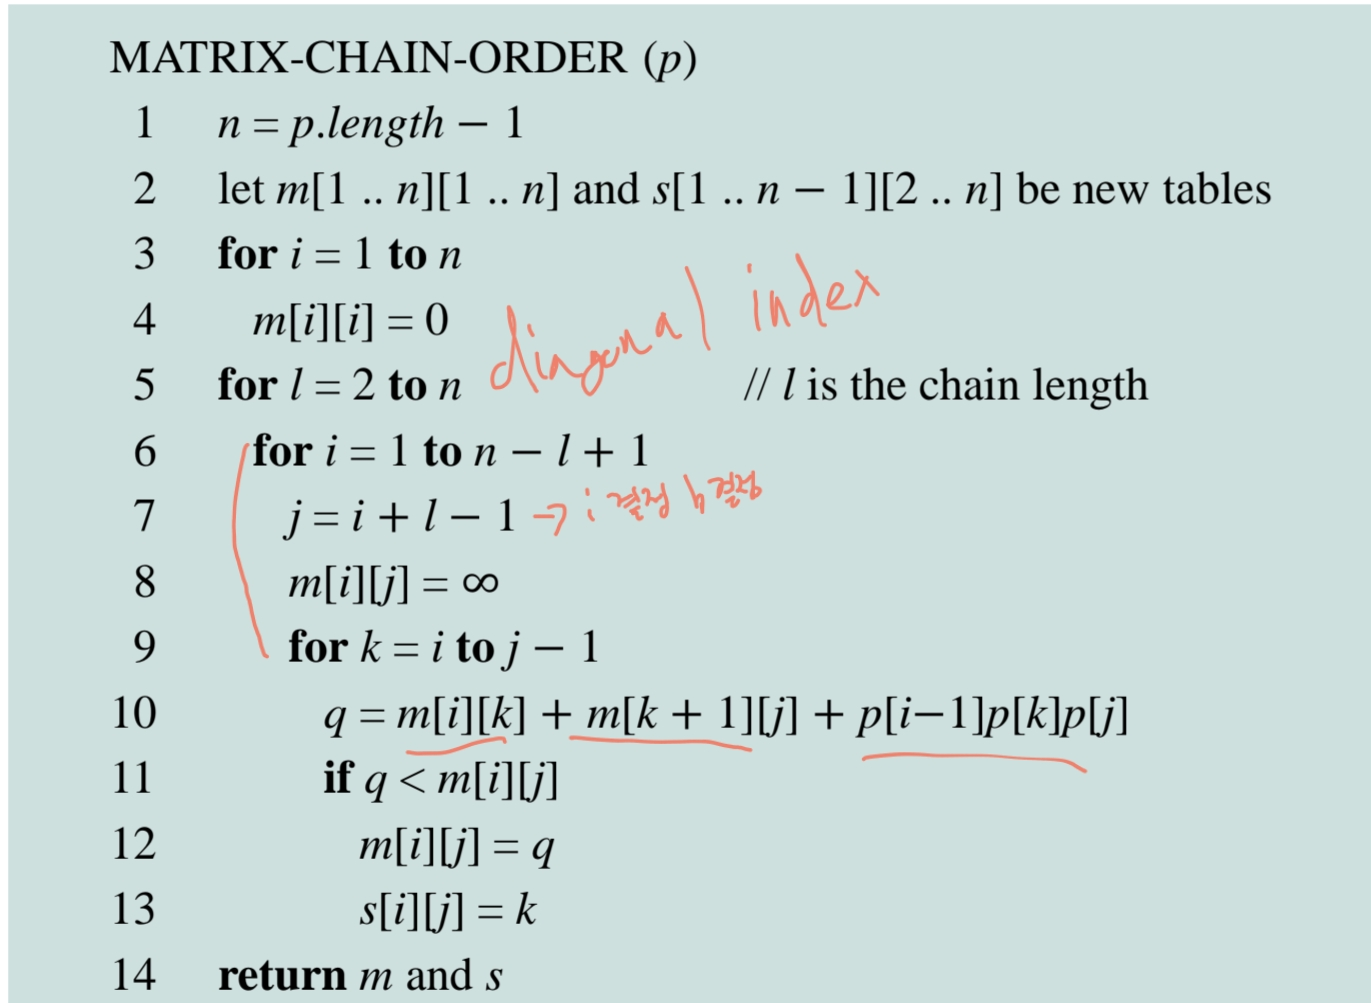 MATRIX-CHAIN-ORDER (p)
1 n = p.length − 1
2 let m[1 .. n][1 .. n] and s[1 .. n − 1][2 .. n] be new tables
3 for i = 1 to n
4 m[i][i] = 0
diagonal index
5 for l = 2 to n // l is the chain length
6 for i = 1 to n − l + 1
7 j = i + l − 1 → i 결정 결정
8 m[i][j] = ∞
9 for k = i to j − 1
10 q = m[i][k] + m[k + 1][j] + p[i−1]p[k]p[j]
11 if q < m[i][j]
12 m[i][j] = q
13 s[i][j] = k
14 return m and s